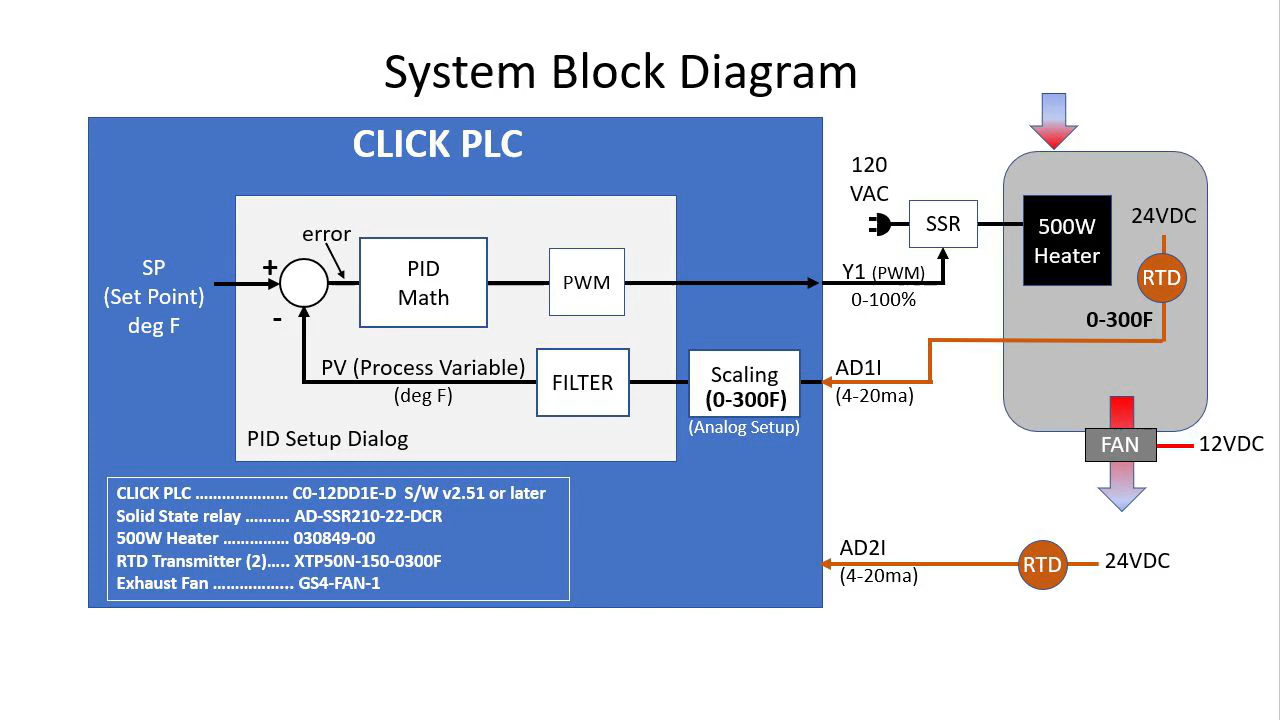 System Block Diagram
CLICK PLC
120
VAC
SSR
500W
Heater
24VDC
RTD
0-300F
error
+
-
SP
(Set Point)
deg F
PID
Math
PWM
Y1 (PWM)
0-100%
PV (Process Variable)
(deg F)
FILTER
Scaling
(0-300F)
(Analog Setup)
AD1I
(4-20ma)
PID Setup Dialog
FAN
12VDC
CLICK PLC ..................... C0-12DD1E-D S/W v2.51 or later
Solid State relay .......... AD-SSR210-22-DCR
500W Heater ............... 030849-00
RTD Transmitter (2)..... XTP50N-150-0300F
Exhaust Fan .................. GS4-FAN-1
AD2I
(4-20ma)
RTD
24VDC